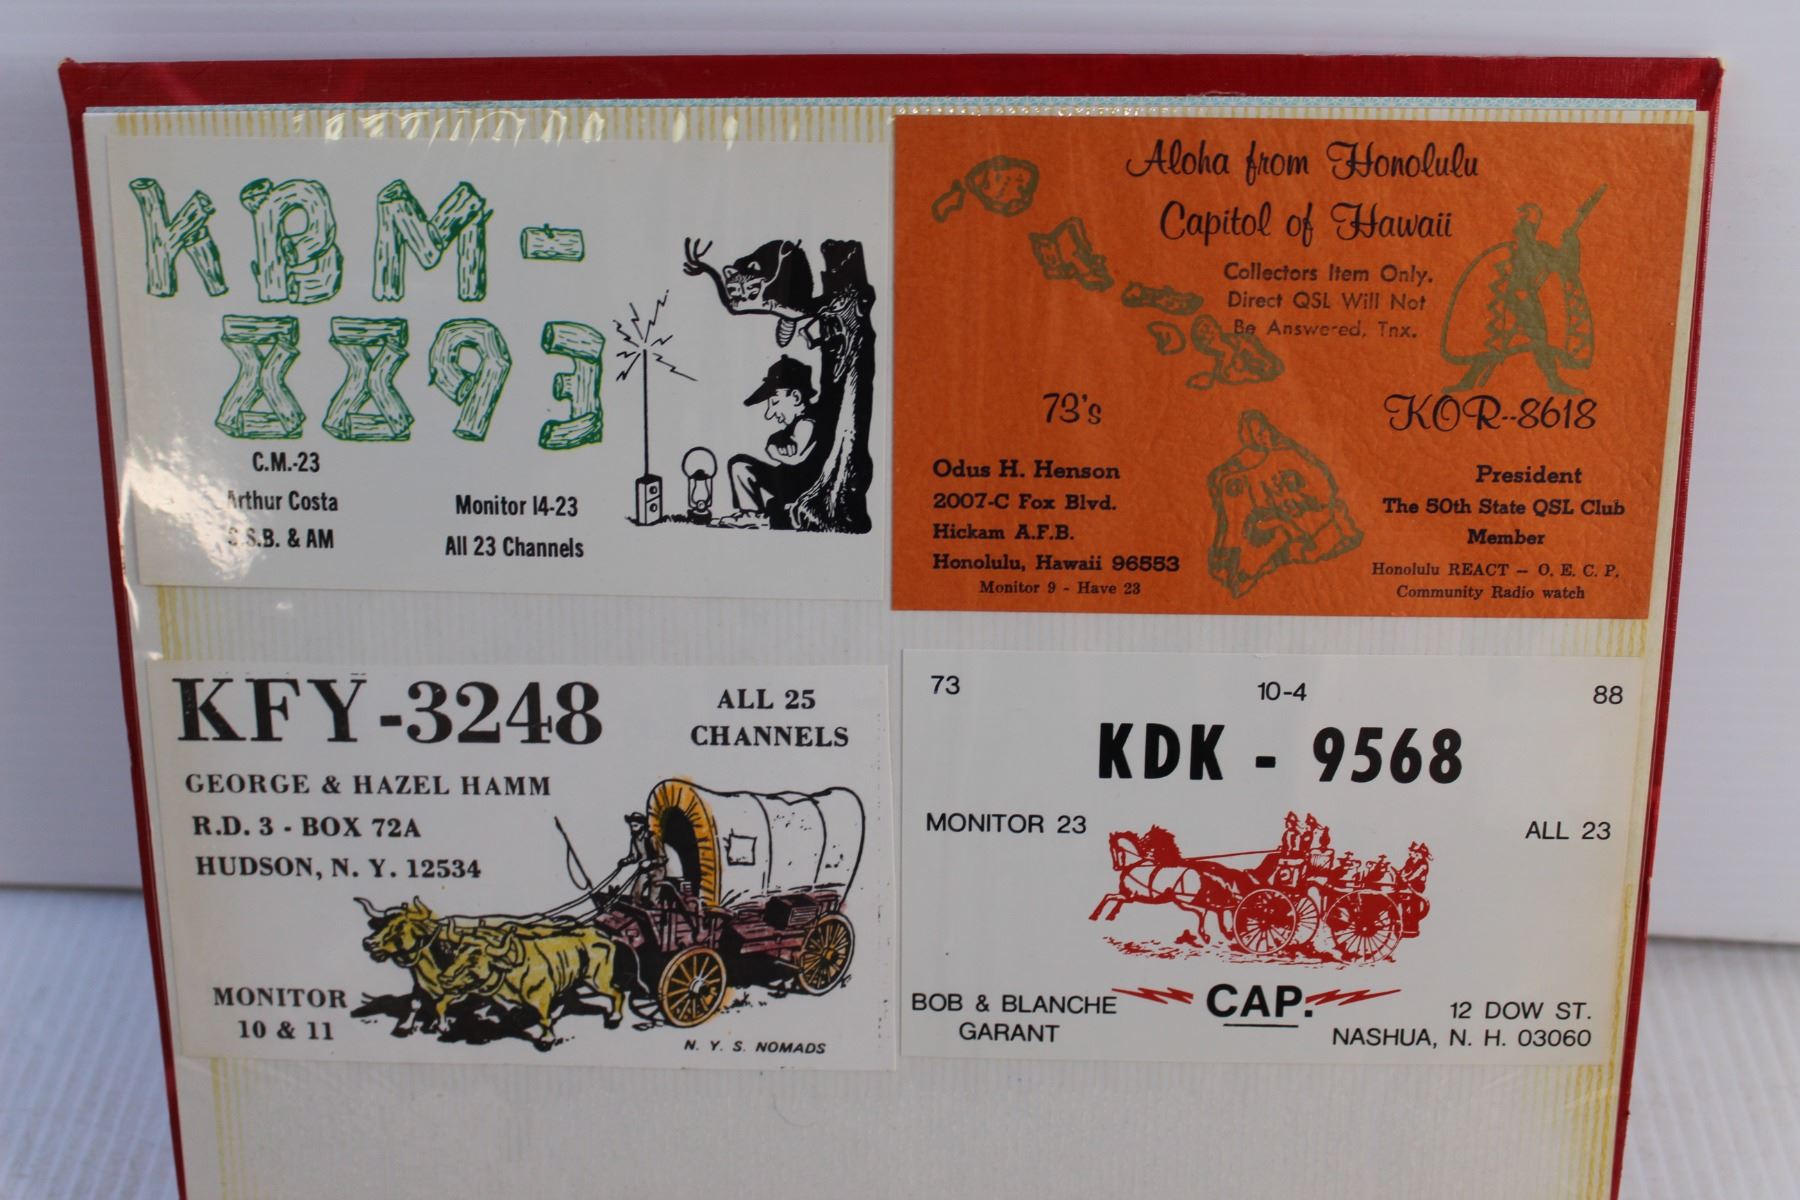 KBM-
8893
C.M.-23
Arthur Costa
S.S.B. & AM
Monitor 14-23
All 23 Channels
Aloha from Honolulu
Capitol of Hawaii
Collectors Item Only.
Direct QSL Will Not
Be Answered, Tnx.
73's
KOR--8618
Odus H. Henson
2007-C Fox Blvd.
Hickam A.F.B.
Honolulu, Hawaii 96553
Monitor 9 - Have 23
President
The 50th State QSL Club
Member
Honolulu REACT — O. E. C. P.
Community Radio watch
KFY-3248
ALL 25
CHANNELS
GEORGE & HAZEL HAMM
R.D. 3 - BOX 72A
HUDSON, N. Y. 12534
MONITOR
10 & 11
N. Y. S. NOMADS
73 10-4 88
KDK - 9568
MONITOR 23
ALL 23
BOB & BLANCHE
GARANT
CAP.
12 DOW ST.
NASHUA, N. H. 03060